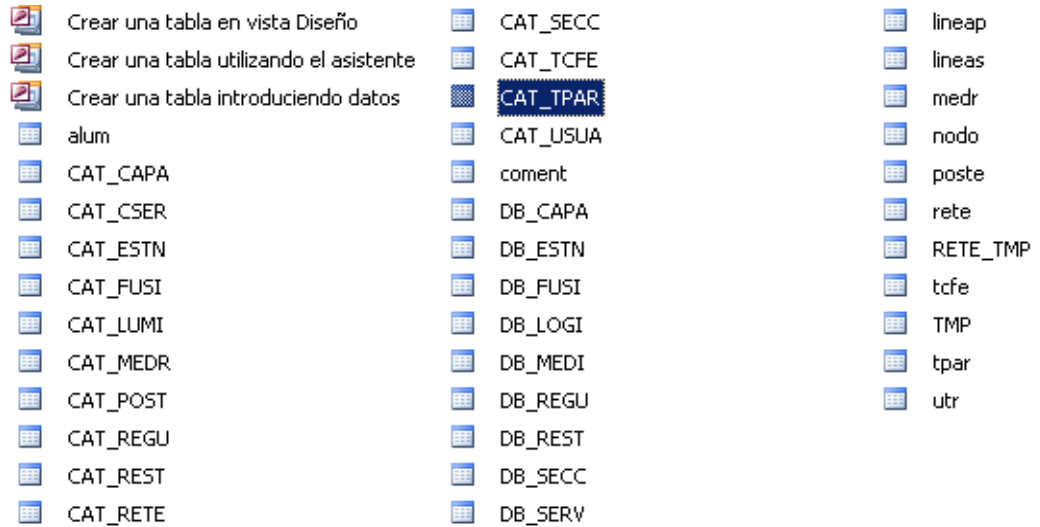 Crear una tabla en vista Diseño
Crear una tabla utilizando el asistente
Crear una tabla introduciendo datos
alum
CAT_CAPA
CAT_CSER
CAT_ESTN
CAT_FUSI
CAT_LUMI
CAT_MEDR
CAT_POST
CAT_REGU
CAT_REST
CAT_RETE
CAT_SECC
CAT_TCFE
CAT_TPAR
CAT_USUA
coment
DB_CAPA
DB_ESTN
DB_FUSI
DB_LOGI
DB_MEDI
DB_REGU
DB_REST
DB_SECC
DB_SERV
lineap
lineas
medr
nodo
poste
rete
RETE_TMP
tcfe
TMP
tpar
utr